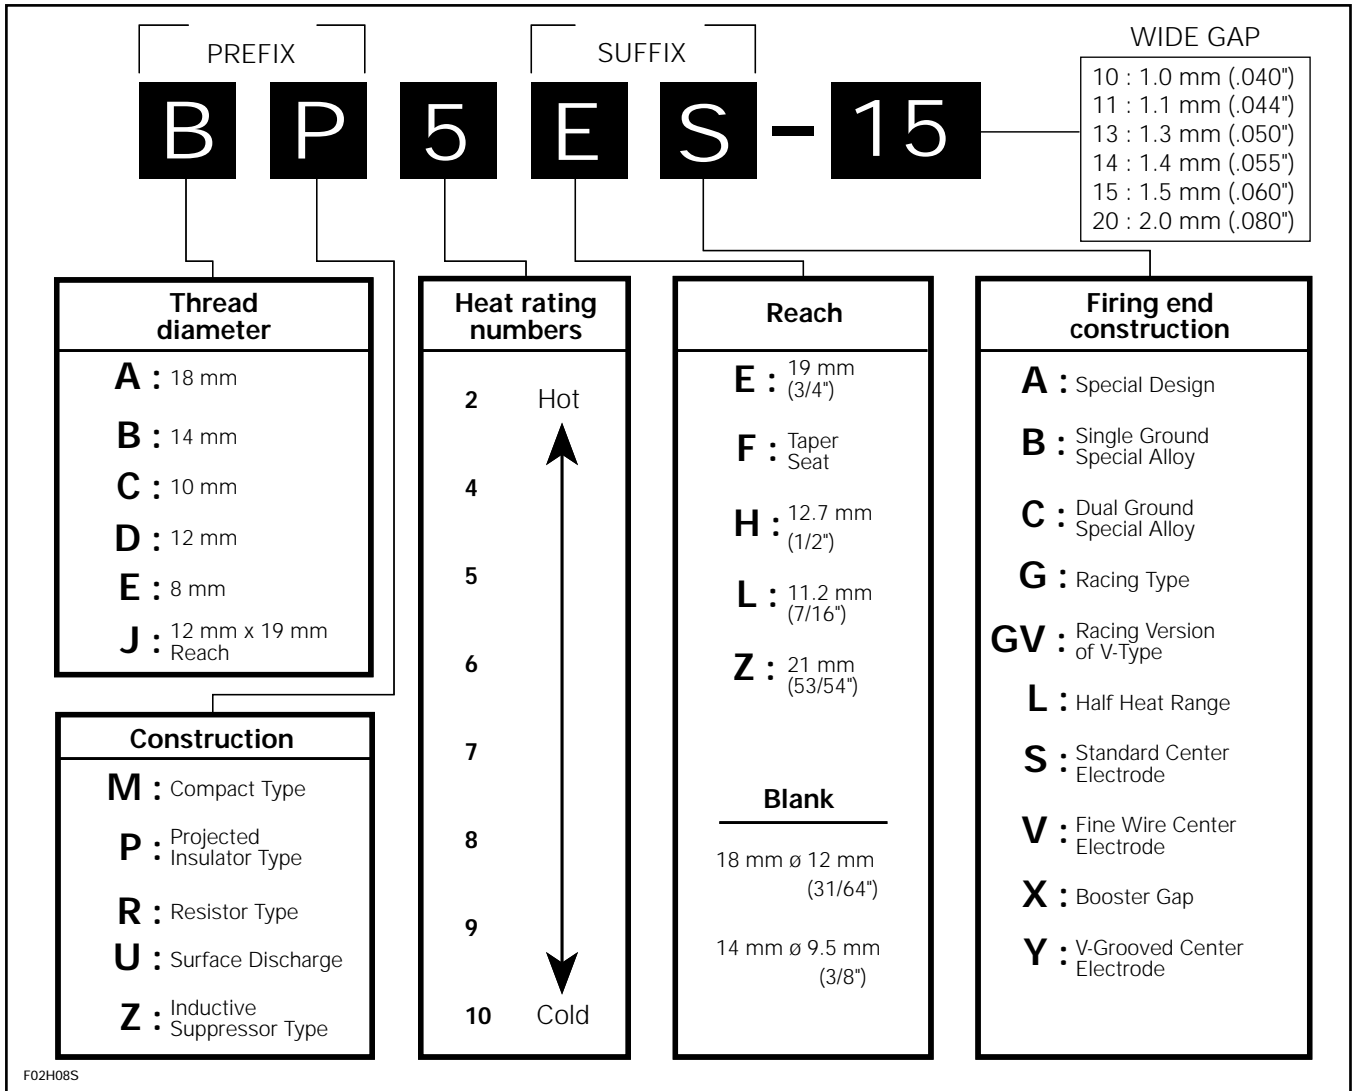 PREFIX
SUFFIX
WIDE GAP
B P 5 E S - 15
10 : 1.0 mm (.040")
11 : 1.1 mm (.044")
13 : 1.3 mm (.050")
14 : 1.4 mm (.055")
15 : 1.5 mm (.060")
20 : 2.0 mm (.080")
Thread
diameter
A : 18 mm
B : 14 mm
C : 10 mm
D : 12 mm
E : 8 mm
J : 12 mm x 19 mm
Reach
Construction
M : Compact Type
P : Projected
Insulator Type
R : Resistor Type
U : Surface Discharge
Z : Inductive
Suppressor Type
Heat rating
numbers
2 Hot
4
5
6
7
8
9
10 Cold
Reach
E : 19 mm
(3/4")
F : Taper
Seat
H : 12.7 mm
(1/2")
L : 11.2 mm
(7/16")
Z : 21 mm
(53/54")
Blank
18 mm ø 12 mm
(31/64")
14 mm ø 9.5 mm
(3/8")
Firing end
construction
A : Special Design
B : Single Ground
Special Alloy
C : Dual Ground
Special Alloy
G : Racing Type
GV : Racing Version
of V-Type
L : Half Heat Range
S : Standard Center
Electrode
V : Fine Wire Center
Electrode
X : Booster Gap
Y : V-Grooved Center
Electrode
F02H08S